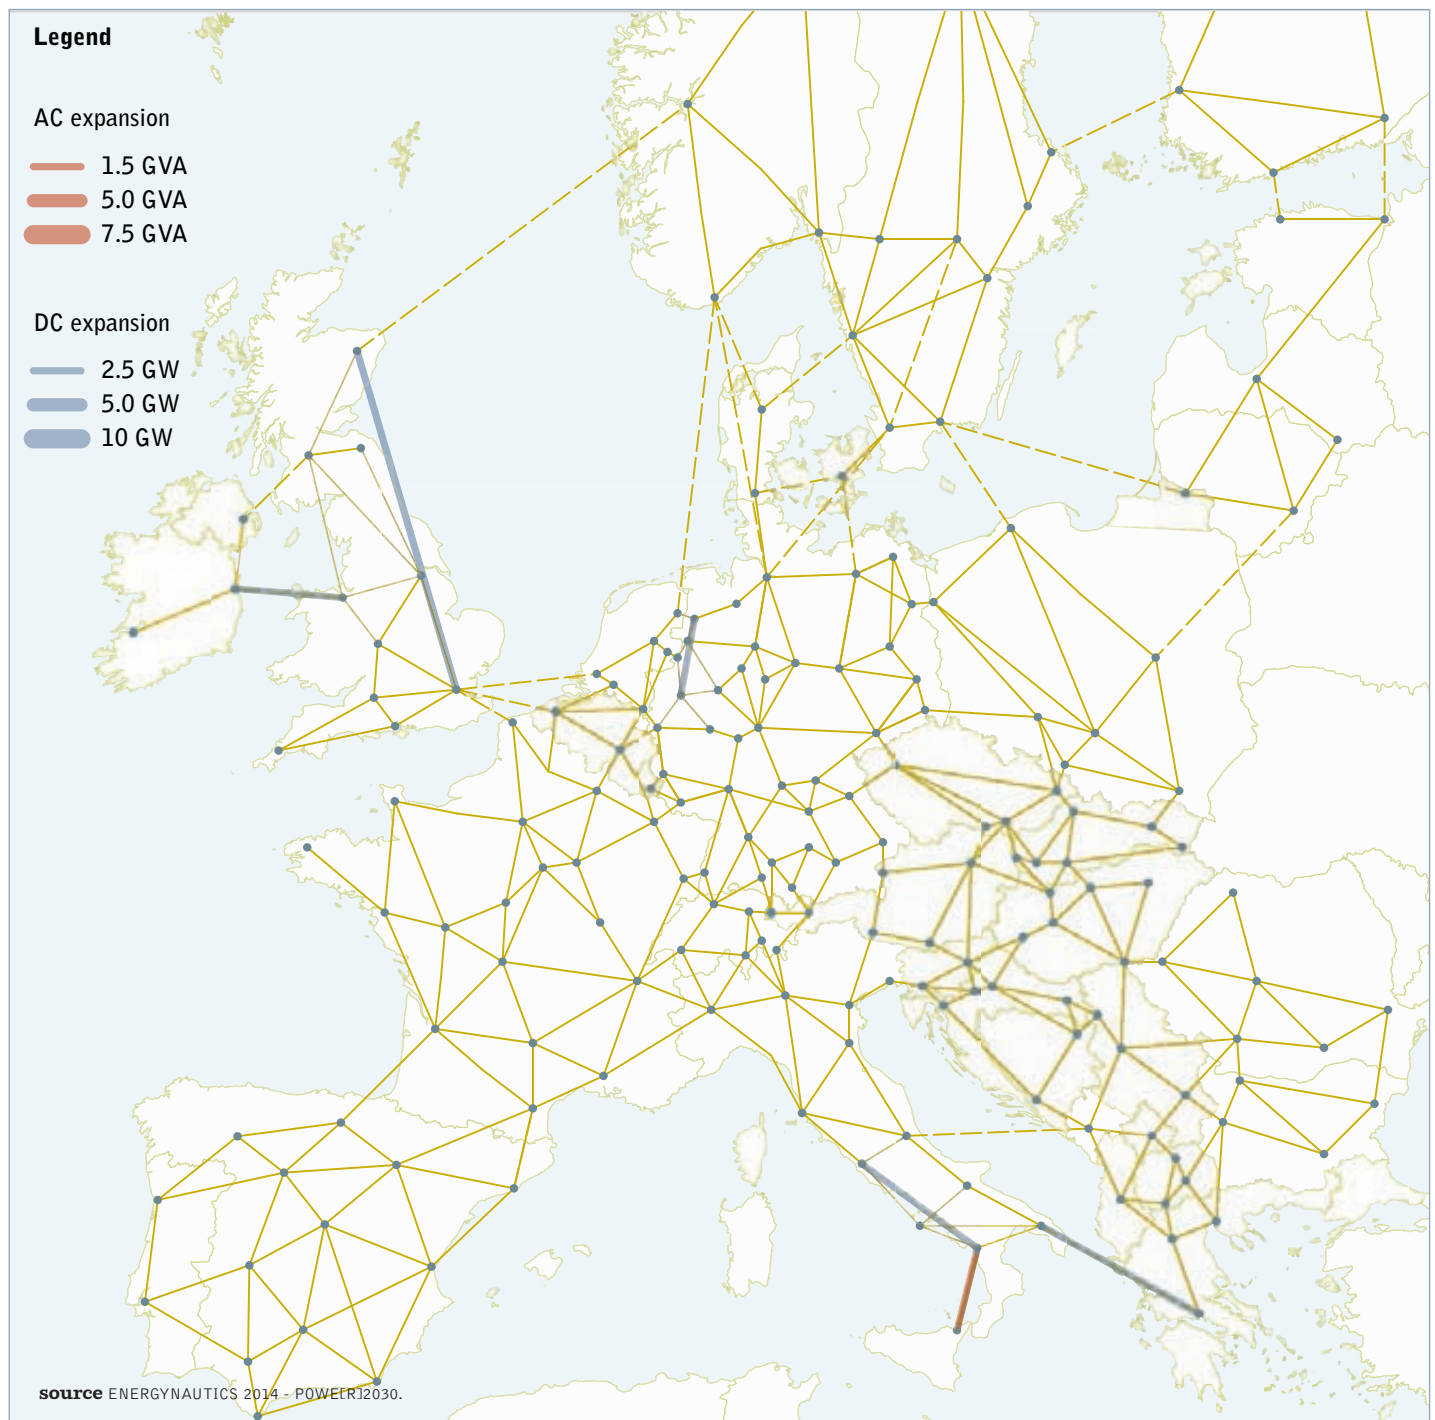 Legend
AC expansion
1.5 GVA
5.0 GVA
7.5 GVA
DC expansion
2.5 GW
5.0 GW
10 GW
source ENERGYNAUTICS 2014 - POWE[R]2030.